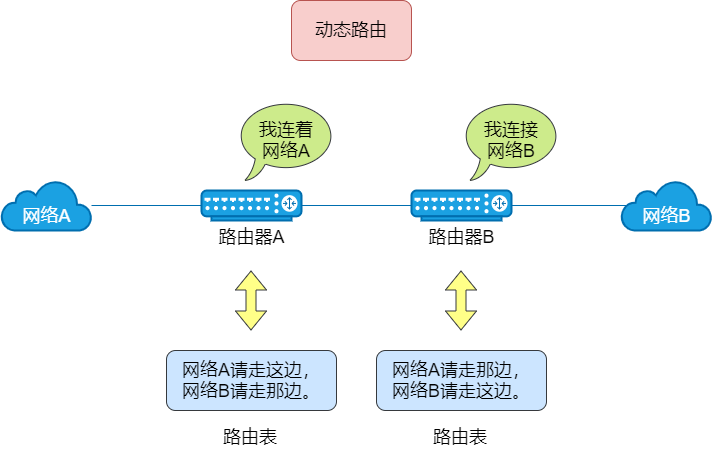 动态路由
我连着
网络A
我连接
网络B
网络A
网络B
路由器A
路由器B
网络A请走这边，
网络B请走那边。
网络A请走那边，
网络B请走这边。
路由表
路由表